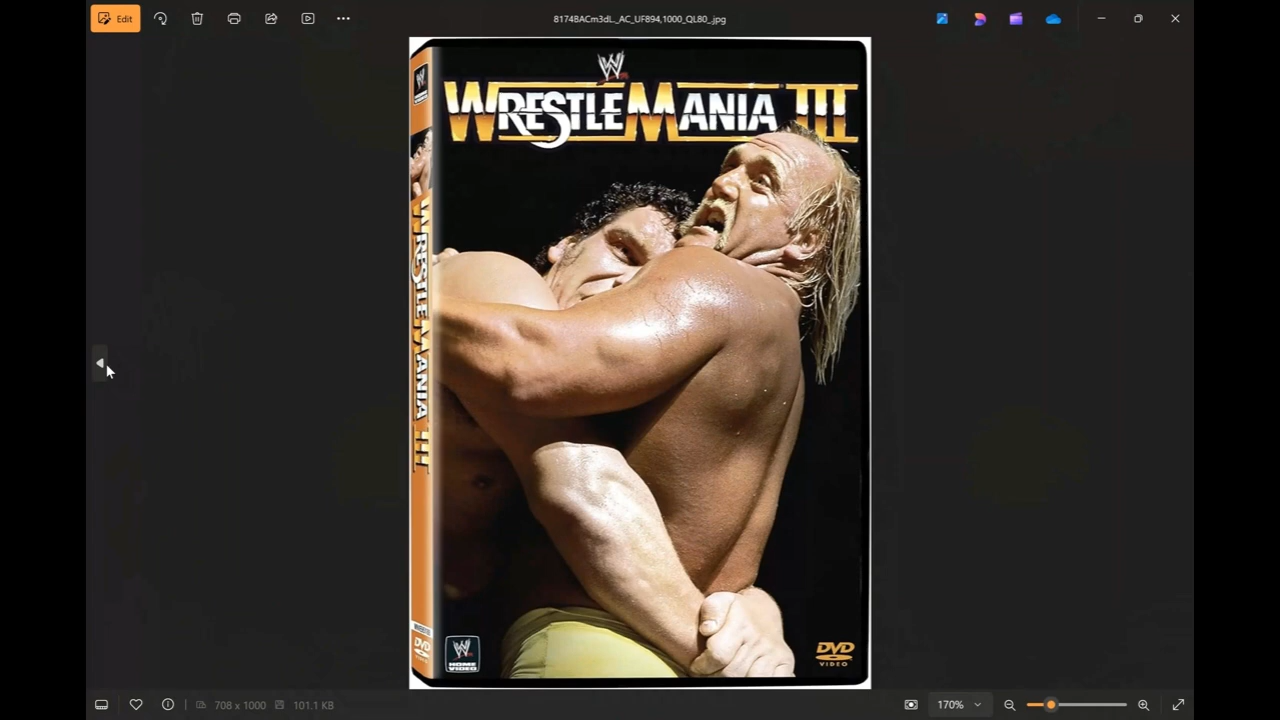 Edit
8174BACm3dL._AC_UF894,1000_QL80_.jpg
W
WRESTLEMANIA III
WRESTLEMANIA III
W
HOME
VIDEO
DVD
VIDEO
DVD
708 x 1000
101.1 KB
170%